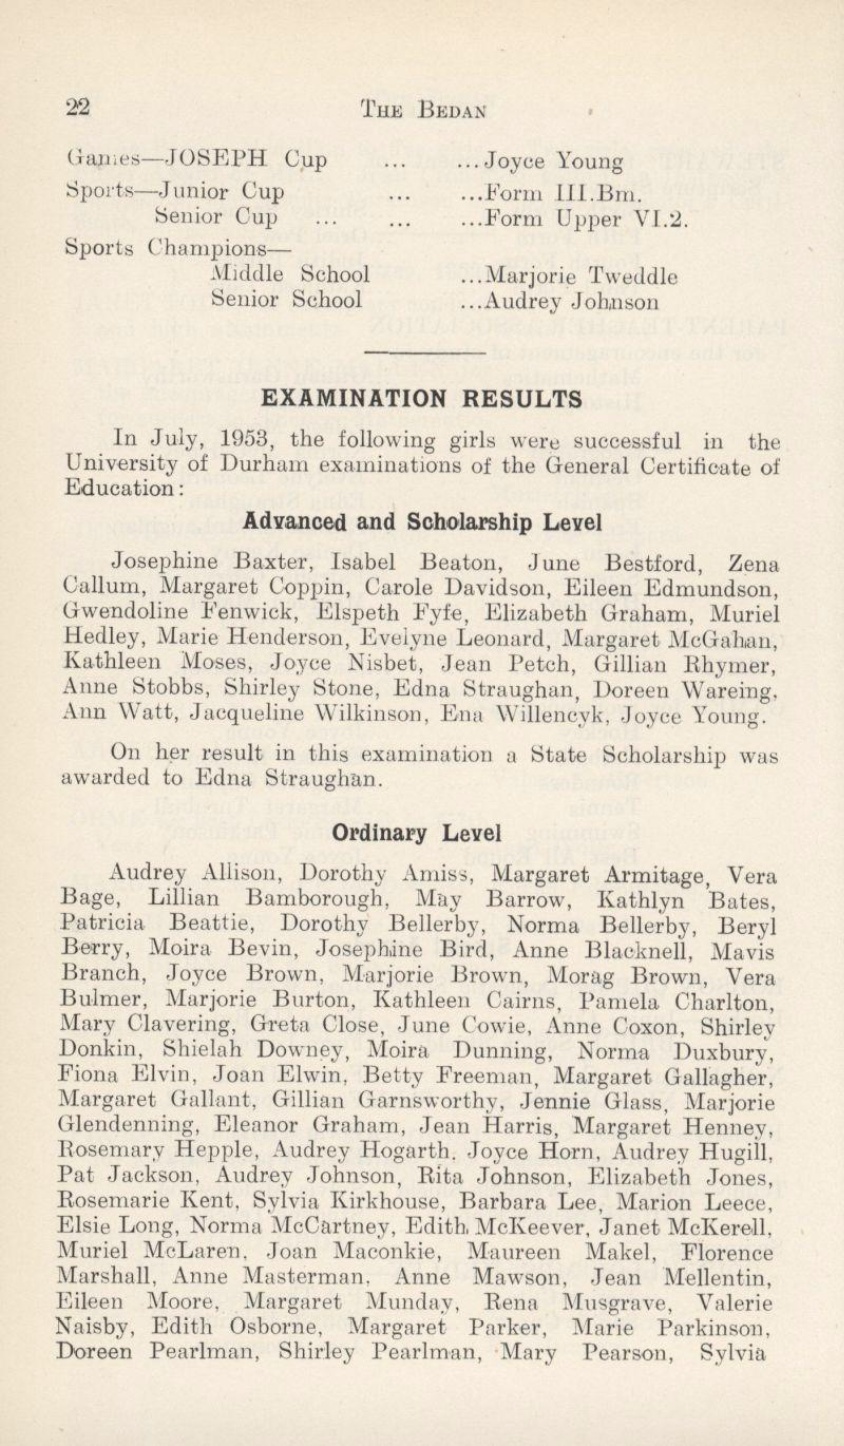 22 THE BEDAN
Games—JOSEPH Cup ... ...Joyce Young
Sports—Junior Cup ... ...Form III.Bm.
Senior Cup ... ... ...Form Upper VI.2.
Sports Champions—
Middle School ...Marjorie Tweddle
Senior School ...Audrey Johnson
EXAMINATION RESULTS
In July, 1953, the following girls were successful in the
University of Durham examinations of the General Certificate of
Education:
Advanced and Scholarship Level
Josephine Baxter, Isabel Beaton, June Bestford, Zena
Callum, Margaret Coppin, Carole Davidson, Eileen Edmundson,
Gwendoline Fenwick, Elspeth Fyfe, Elizabeth Graham, Muriel
Hedley, Marie Henderson, Evelyne Leonard, Margaret McGahan,
Kathleen Moses, Joyce Nisbet, Jean Petch, Gillian Rhymer,
Anne Stobbs, Shirley Stone, Edna Straughan, Doreen Wareing,
Ann Watt, Jacqueline Wilkinson, Ena Willencyk, Joyce Young.
On her result in this examination a State Scholarship was
awarded to Edna Straughan.
Ordinary Level
Audrey Allison, Dorothy Amiss, Margaret Armitage, Vera
Bage, Lillian Bamborough, May Barrow, Kathlyn Bates,
Patricia Beattie, Dorothy Bellerby, Norma Bellerby, Beryl
Berry, Moira Bevin, Josephine Bird, Anne Blacknell, Mavis
Branch, Joyce Brown, Marjorie Brown, Morag Brown, Vera
Bulmer, Marjorie Burton, Kathleen Cairns, Pamela Charlton,
Mary Clavering, Greta Close, June Cowie, Anne Coxon, Shirley
Donkin, Shielah Downey, Moira Dunning, Norma Duxbury,
Fiona Elvin, Joan Elwin, Betty Freeman, Margaret Gallagher,
Margaret Gallant, Gillian Garnsworthy, Jennie Glass, Marjorie
Glendenning, Eleanor Graham, Jean Harris, Margaret Henney,
Rosemary Hepple, Audrey Hogarth, Joyce Horn, Audrey Hugill,
Pat Jackson, Audrey Johnson, Rita Johnson, Elizabeth Jones,
Rosemarie Kent, Sylvia Kirkhouse, Barbara Lee, Marion Leece,
Elsie Long, Norma McCartney, Edith McKeever, Janet McKerell,
Muriel McLaren, Joan Maconkie, Maureen Makel, Florence
Marshall, Anne Masterman, Anne Mawson, Jean Mellentin,
Eileen Moore, Margaret Munday, Rena Musgrave, Valerie
Naisby, Edith Osborne, Margaret Parker, Marie Parkinson,
Doreen Pearlman, Shirley Pearlman, Mary Pearson, Sylvia